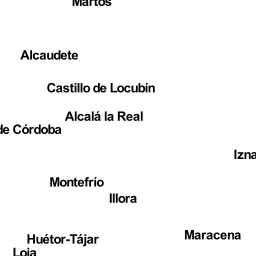 Martos
Alcaudete
Castillo de Locubín
Alcalá la Real
de Córdoba
Izna
Montefrío
Illora
Maracena
Huétor-Tájar
Loja